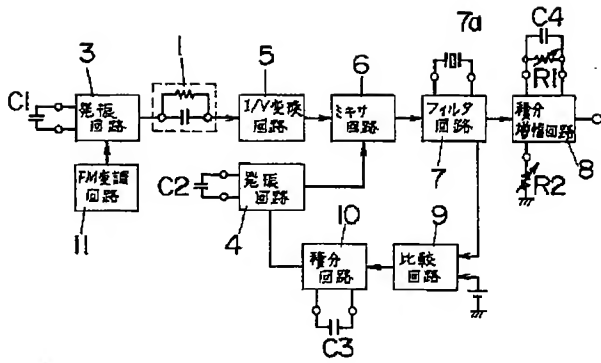 7a
C4
1
3
5
6
R1
C1
発振
回路
I/V変換
回路
ミキサ
回路
フィルタ
回路
積分
増幅回路
7
8
FM変調
回路
C2
発振
回路
R2
11
4
10
9
積分
回路
比較
回路
C3